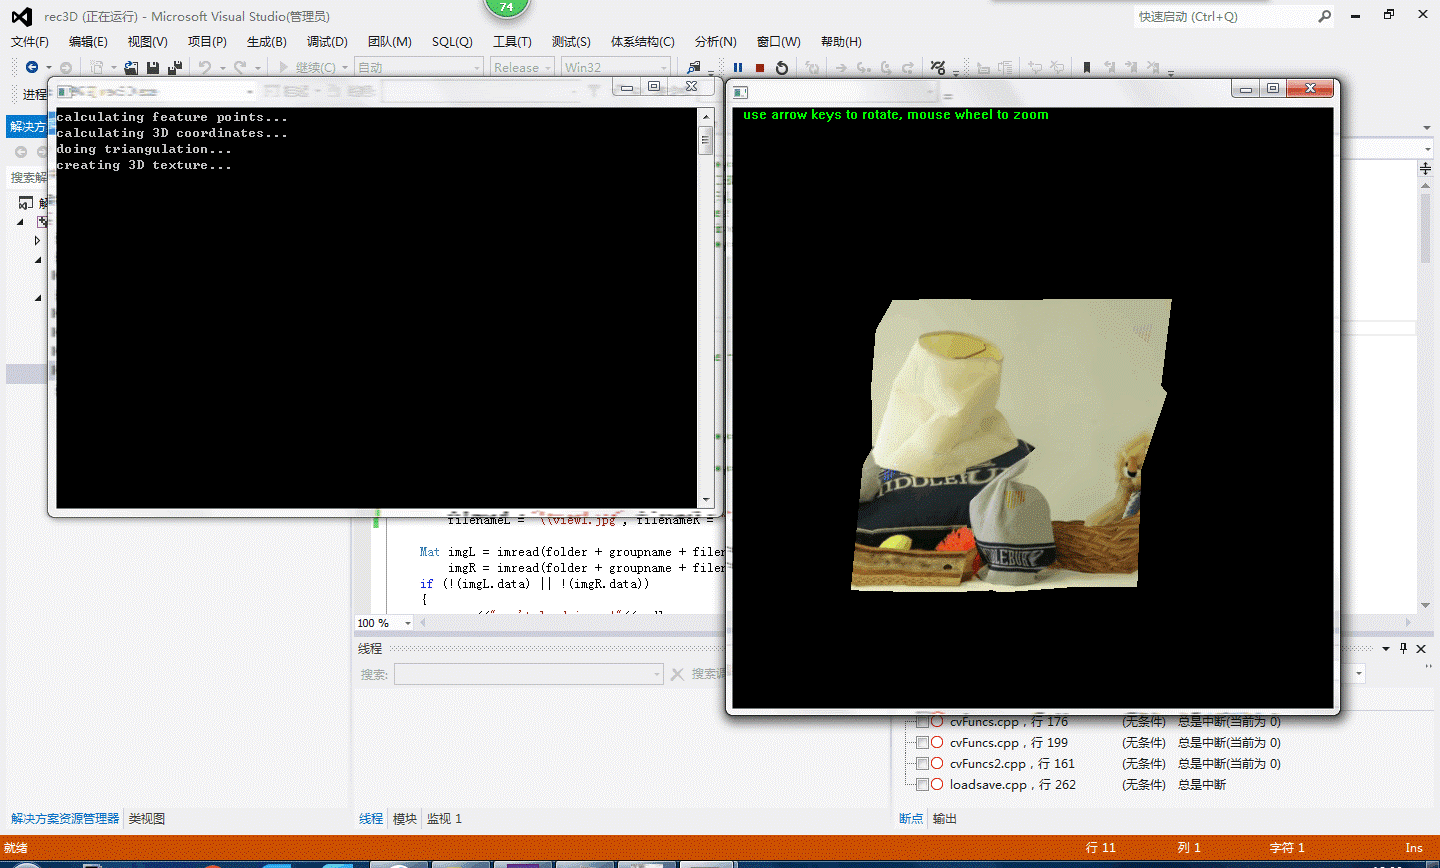 74
rec3D (正在运行) - Microsoft Visual Studio(管理员)
快速启动 (Ctrl+Q)
文件(F) 编辑(E) 视图(V) 项目(P) 生成(B) 调试(D) 团队(M) SQL(Q) 工具(T) 测试(S) 体系结构(C) 分析(N) 窗口(W) 帮助(H)
继续(C) 自动 Release Win32
进程
解决方
搜索解
calculating feature points...
calculating 3D coordinates...
doing triangulation...
creating 3D texture...
use arrow keys to rotate, mouse wheel to zoom
IDDLEBU
DLEBURY
filenameL = "\\view1.jpg", filenameR =
Mat imgL = imread(folder + groupname + filen
imgR = imread(folder + groupname + filen
if (!(imgL.data) || !(imgR.data))
{
100 %
线程
搜索:
搜索调
cvFuncs.cpp，行 176 (无条件) 总是中断(当前为 0)
cvFuncs.cpp，行 199 (无条件) 总是中断(当前为 0)
cvFuncs2.cpp，行 161 (无条件) 总是中断(当前为 0)
loadsave.cpp，行 262 (无条件) 总是中断
解决方案资源管理器 类视图
线程 模块 监视 1
断点 输出
就绪
行 11 列 1 字符 1 Ins